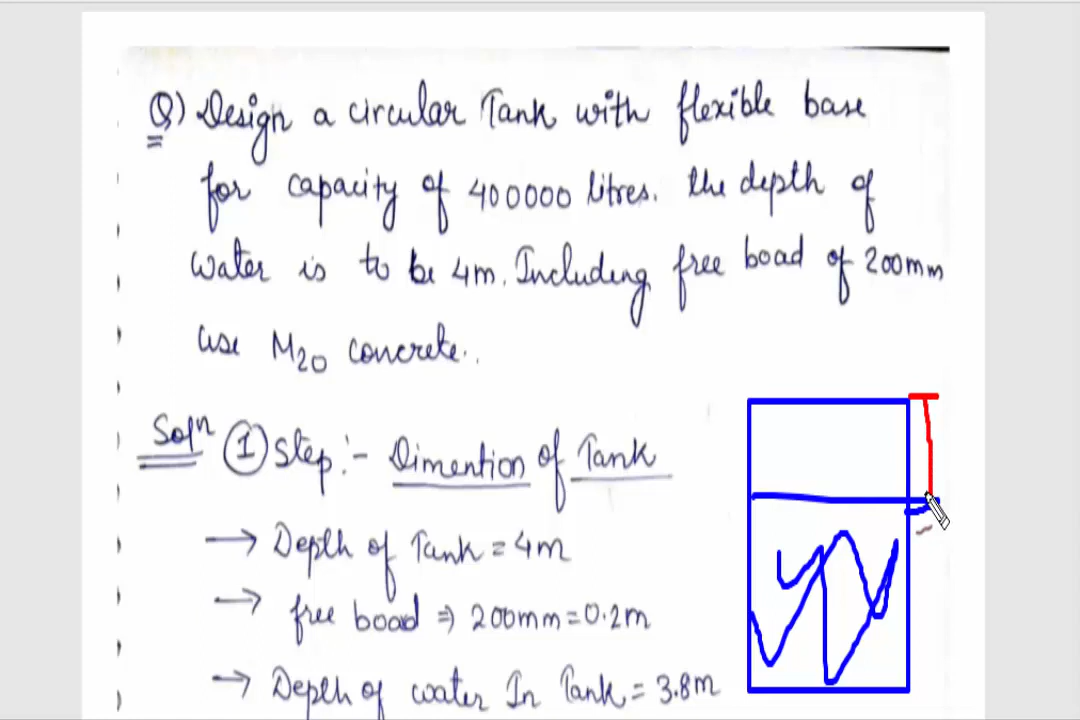 Q) Design a circular Tank with flexible base
for capacity of 400000 litres. the depth of
water is to be 4m. Including free boad of 200mm
use M20 concrete..
Solⁿ ① Step :- Dimention of Tank
→ Depth of Tank = 4m
→ free boad ⇒ 200mm = 0.2m
→ Depth of water In Tank = 3.8m